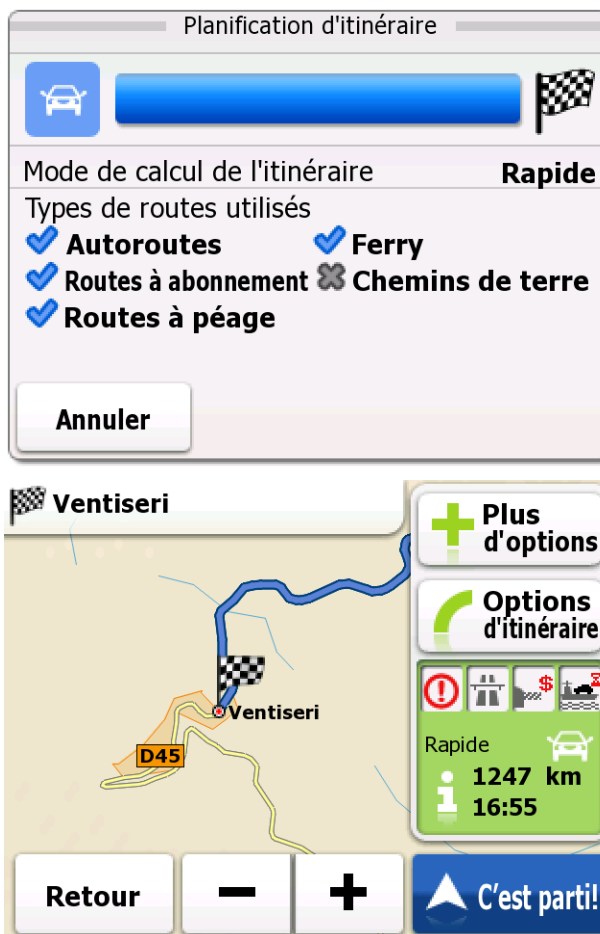 Planification d'itinéraire
Mode de calcul de l'itinéraire Rapide
Types de routes utilisés
Autoroutes Ferry
Routes à abonnement Chemins de terre
Routes à péage
Annuler
Ventiseri
Plus
d'options
Options
d'itinéraire
$
Ventiseri
D45
Rapide
1247 km
16:55
Retour
− +
C'est parti!